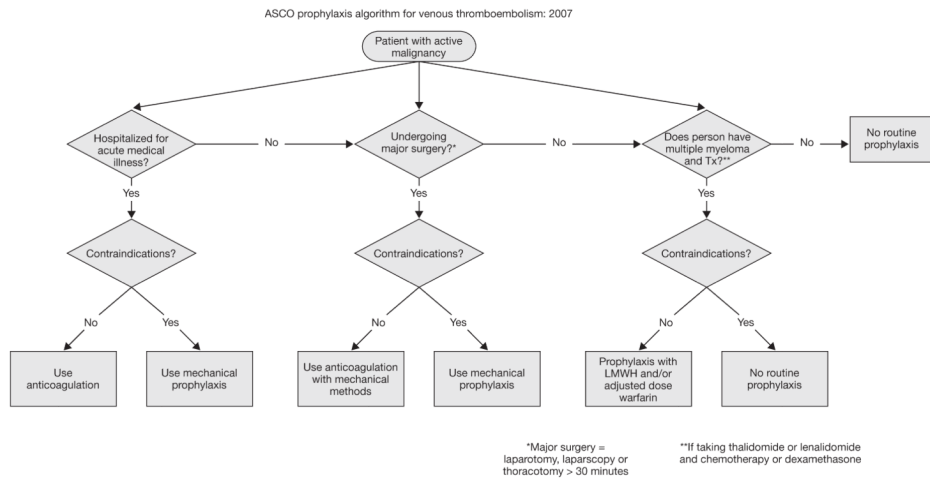 ASCO prophylaxis algorithm for venous thromboembolism: 2007
Patient with active
malignancy
Hospitalized for
acute medical
illness?
No
Undergoing
major surgery?*
No
Does person have
multiple myeloma
and Tx?**
No
No routine
prophylaxis
Yes
Yes
Yes
Contraindications?
Contraindications?
Contraindications?
No
Yes
No
Yes
No
Yes
Use
anticoagulation
Use mechanical
prophylaxis
Use anticoagulation
with mechanical
methods
Use mechanical
prophylaxis
Prophylaxis with
LMWH and/or
adjusted dose
warfarin
No routine
prophylaxis
*Major surgery =
laparotomy, laparscopy or
thoracotomy > 30 minutes
**If taking thalidomide or lenalidomide
and chemotherapy or dexamethasone